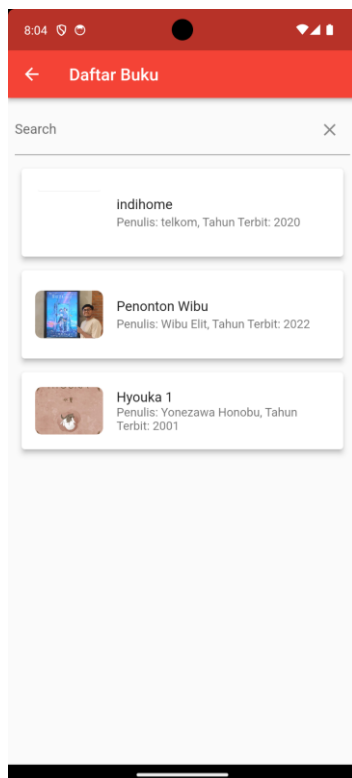 8:04
Daftar Buku
Search
indihome
Penulis: telkom, Tahun Terbit: 2020
Penonton Wibu
Penulis: Wibu Elit, Tahun Terbit: 2022
Hyouka 1
Penulis: Yonezawa Honobu, Tahun
Terbit: 2001